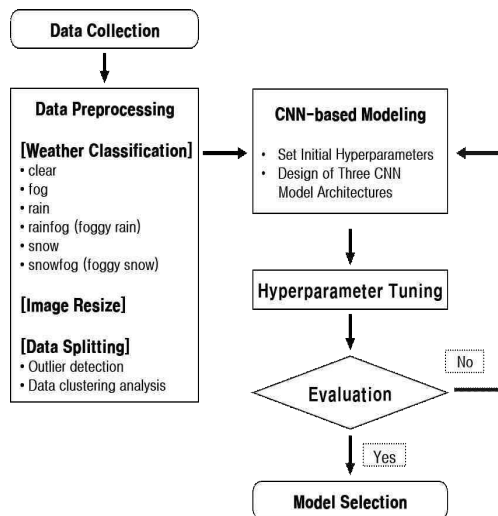 Data Collection
Data Preprocessing
[Weather Classification]
• clear
• fog
• rain
• rainfog (foggy rain)
• snow
• snowfog (foggy snow)
[Image Resize]
[Data Splitting]
• Outlier detection
• Data clustering analysis
CNN-based Modeling
• Set Initial Hyperparameters
• Design of Three CNN
Model Architectures
Hyperparameter Tuning
Evaluation
No
Yes
Model Selection